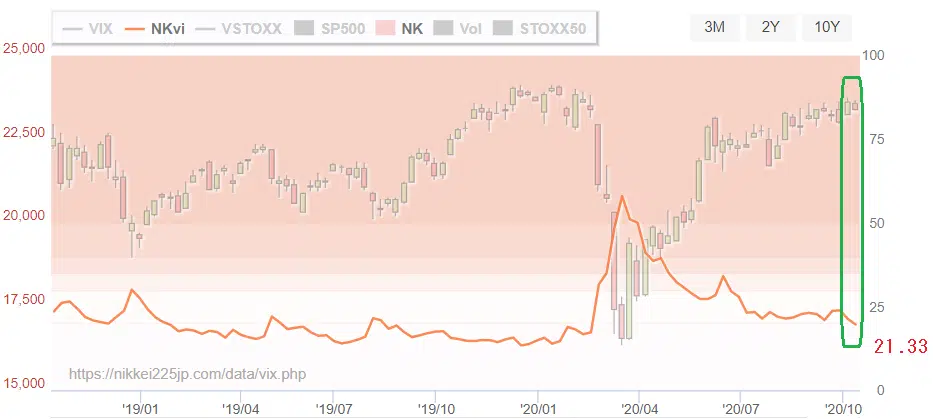 VIX NKvi VSTOXX SP500 NK Vol STOXX50 3M 2Y 10Y
25,000 100
22,500 75
20,000 50
17,500 25
21.33
https://nikkei225jp.com/data/vix.php
15,000 0
'19/01 '19/04 '19/07 '19/10 '20/01 '20/04 '20/07 '20/10